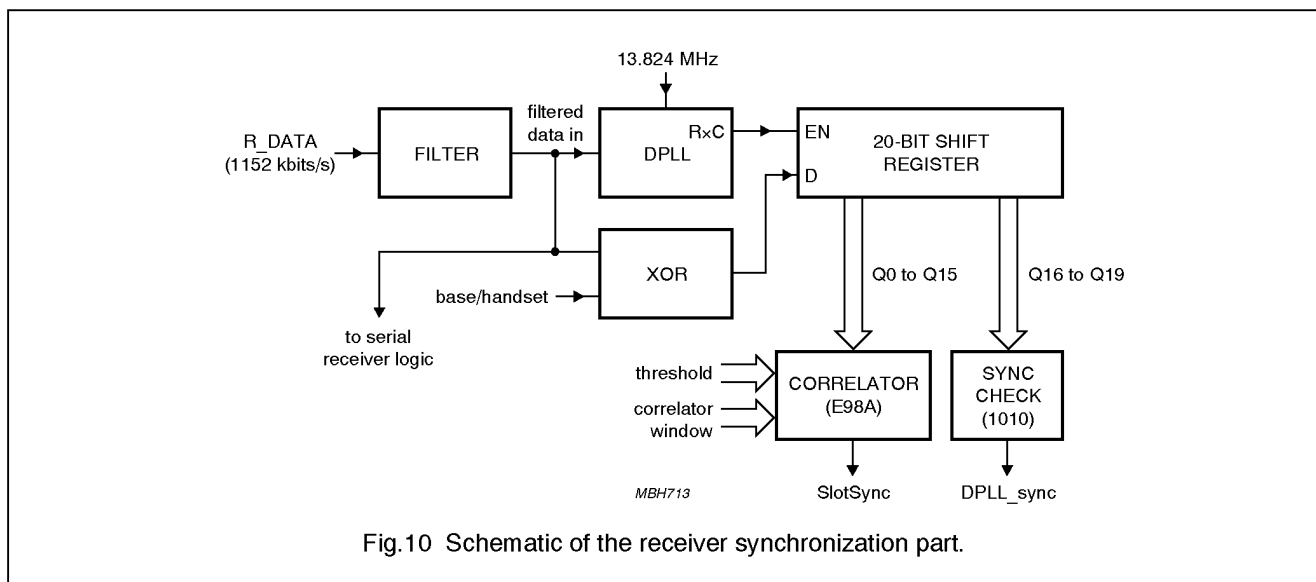 13.824 MHz
R_DATA
(1152 kbits/s)
FILTER
filtered
data in
R×C
DPLL
EN
D
20-BIT SHIFT
REGISTER
XOR
base/handset
to serial
receiver logic
Q0 to Q15
Q16 to Q19
threshold
correlator
window
CORRELATOR
(E98A)
SYNC
CHECK
(1010)
MBH713
SlotSync
DPLL_sync
Fig.10 Schematic of the receiver synchronization part.